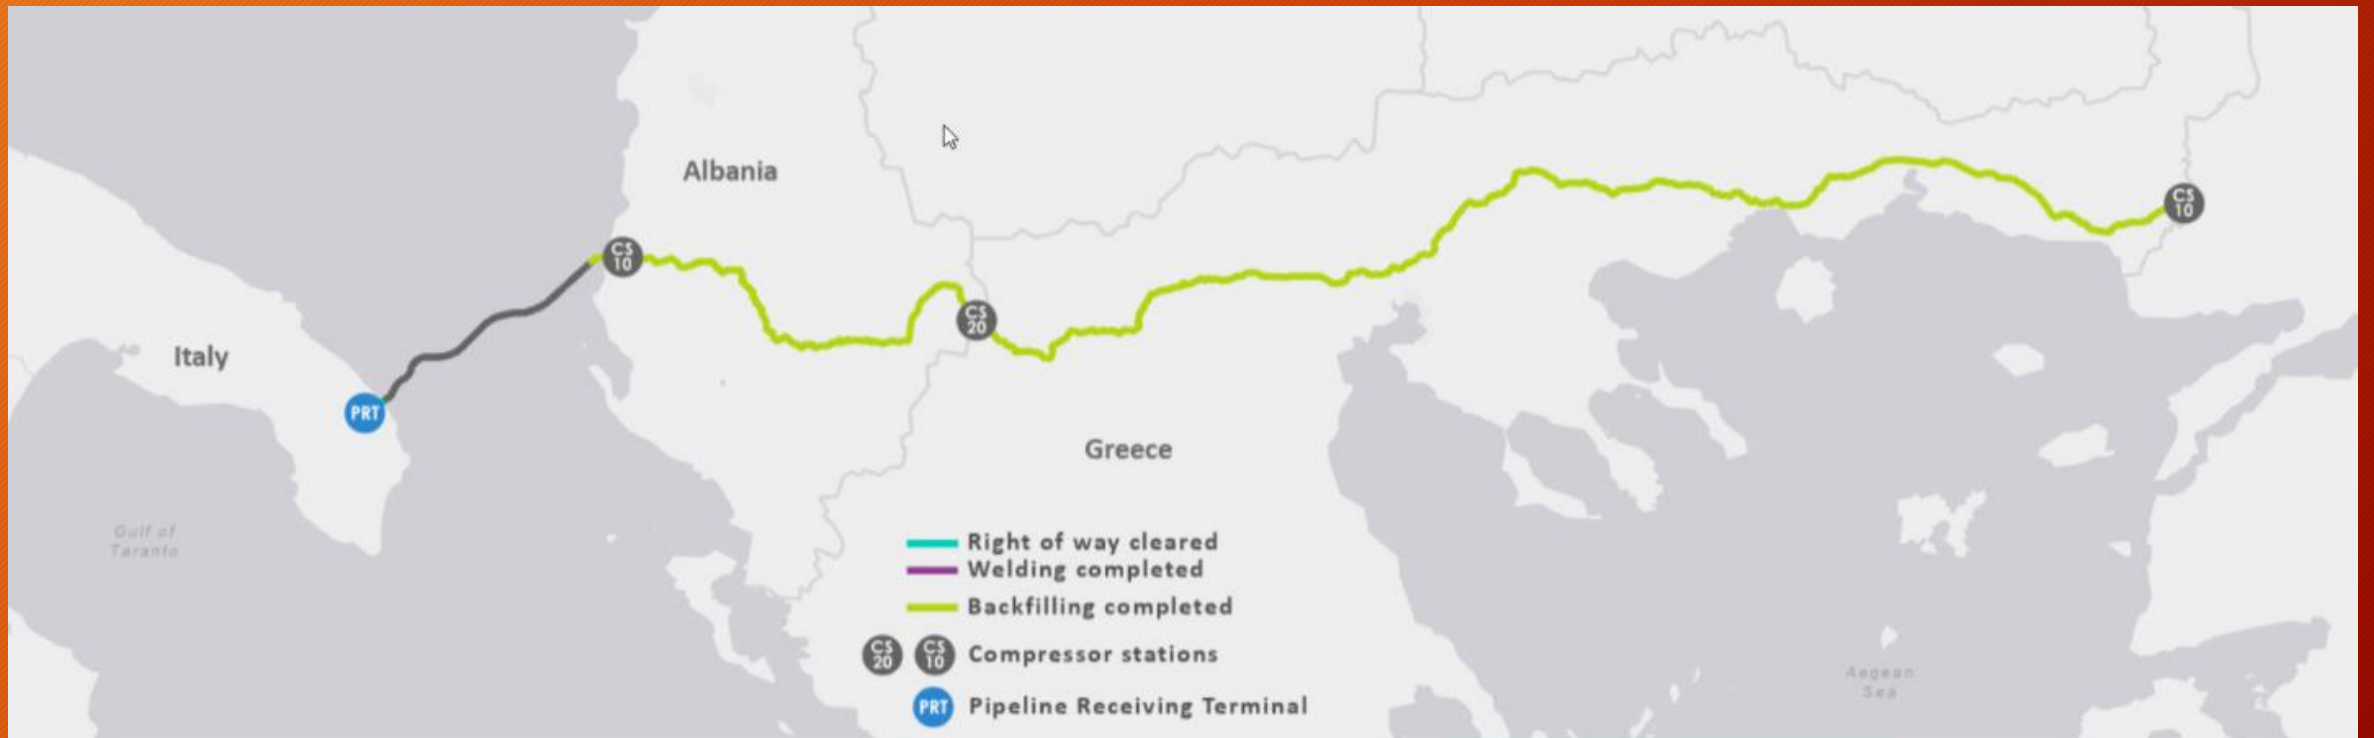 Albania
CS
10
CS
10
CS
20
Italy
PRT
Greece
Gulf of
Taranto
Right of way cleared
Welding completed
Backfilling completed
CS
20
CS
10
Compressor stations
Aegean
Sea
PRT
Pipeline Receiving Terminal